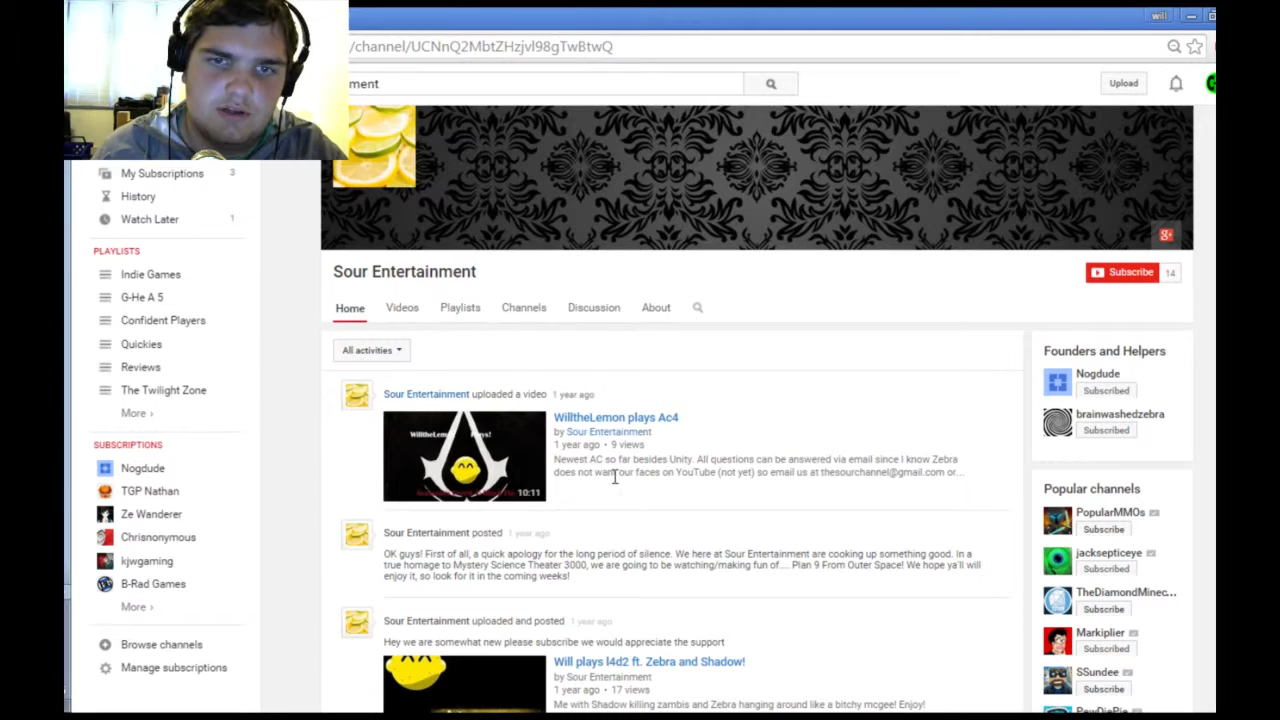 will
/channel/UCNnQ2MbtZHzjvl98gTwBtwQ
ment
Upload
My Subscriptions 3
History
Watch Later 1
PLAYLISTS
Indie Games
G-He A 5
Confident Players
Quickies
Reviews
The Twilight Zone
More ›
SUBSCRIPTIONS
Nogdude
TGP Nathan
Ze Wanderer
Chrisnonymous
kjwgaming
B-Rad Games
More ›
Browse channels
Manage subscriptions
g+
Sour Entertainment
Subscribe 14
Home Videos Playlists Channels Discussion About
All activities
Sour Entertainment uploaded a video 1 year ago
WilltheLemon Plays!
10:11
WilltheLemon plays Ac4
by Sour Entertainment
1 year ago • 9 views
Newest AC so far besides Unity. All questions can be answered via email since I know Zebra
does not want our faces on YouTube (not yet) so email us at thesourchannel@gmail.com or...
Sour Entertainment posted 1 year ago
OK guys! First of all, a quick apology for the long period of silence. We here at Sour Entertainment are cooking up something good. In a
true homage to Mystery Science Theater 3000, we are going to be watching/making fun of.... Plan 9 From Outer Space! We hope ya'll will
enjoy it, so look for it in the coming weeks!
Sour Entertainment uploaded and posted 1 year ago
Hey we are somewhat new please subscribe we would appreciate the support
Will plays l4d2 ft. Zebra and Shadow!
by Sour Entertainment
1 year ago • 17 views
Me with Shadow killing zambis and Zebra hanging around like a bitchy mcgee! Enjoy!
Founders and Helpers
Nogdude
Subscribed
brainwashedzebra
Subscribed
Popular channels
PopularMMOs
Subscribe
jacksepticeye
Subscribed
TheDiamondMinec...
Subscribe
Markiplier
Subscribed
SSundee
Subscribe
PewDiePie